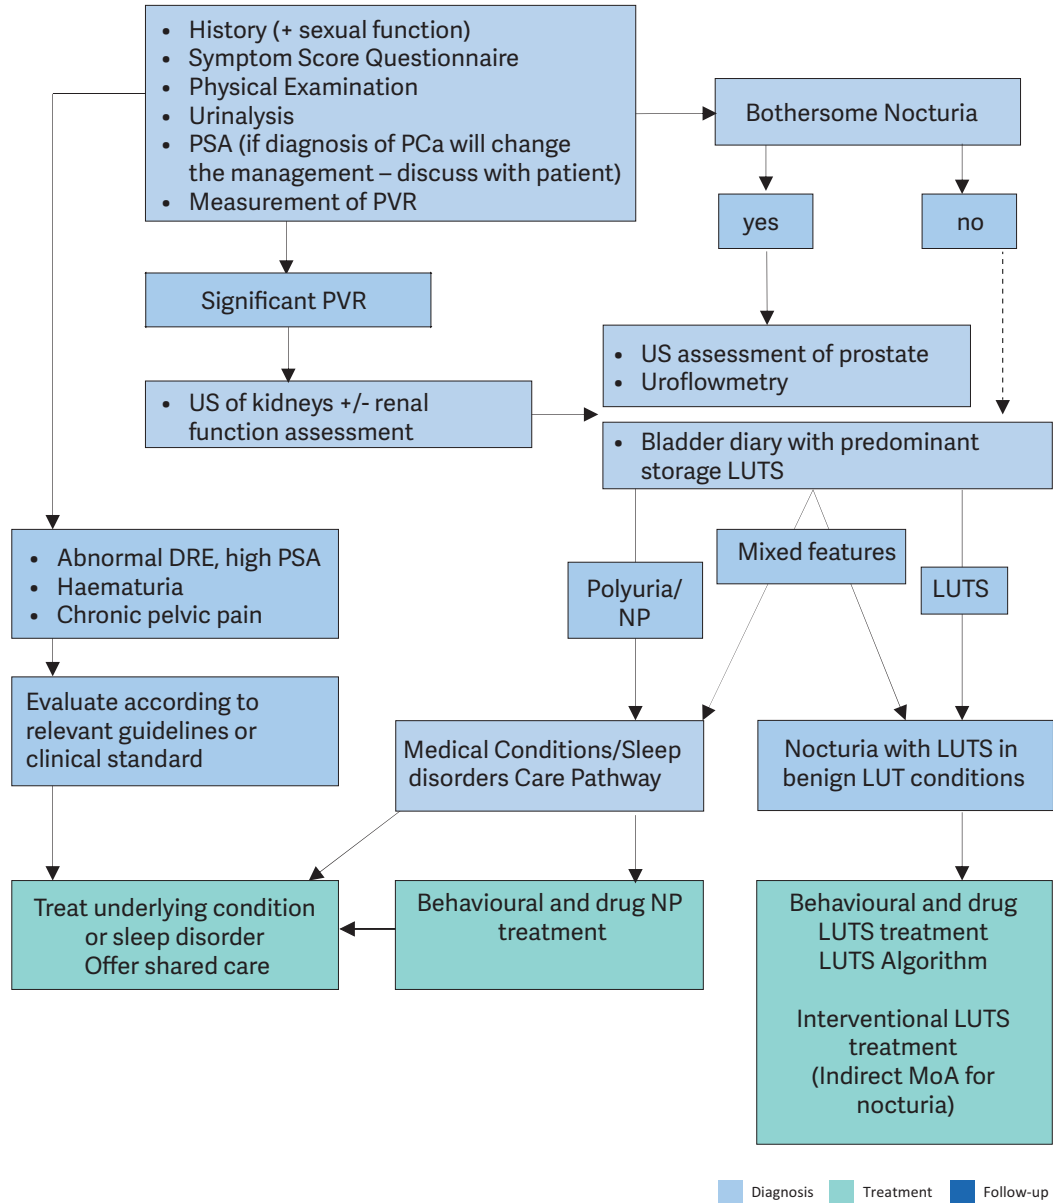 • History (+ sexual function)
• Symptom Score Questionnaire
• Physical Examination
• Urinalysis
• PSA (if diagnosis of PCa will change
the management – discuss with patient)
• Measurement of PVR
Bothersome Nocturia
yes
no
Significant PVR
• US assessment of prostate
• Uroflowmetry
• US of kidneys +/- renal
function assessment
• Bladder diary with predominant
storage LUTS
• Abnormal DRE, high PSA
• Haematuria
• Chronic pelvic pain
Mixed features
Polyuria/
NP
LUTS
Evaluate according to
relevant guidelines or
clinical standard
Medical Conditions/Sleep
disorders Care Pathway
Nocturia with LUTS in
benign LUT conditions
Treat underlying condition
or sleep disorder
Offer shared care
Behavioural and drug NP
treatment
Behavioural and drug
LUTS treatment
LUTS Algorithm
Interventional LUTS
treatment
(Indirect MoA for
nocturia)
Diagnosis
Treatment
Follow-up